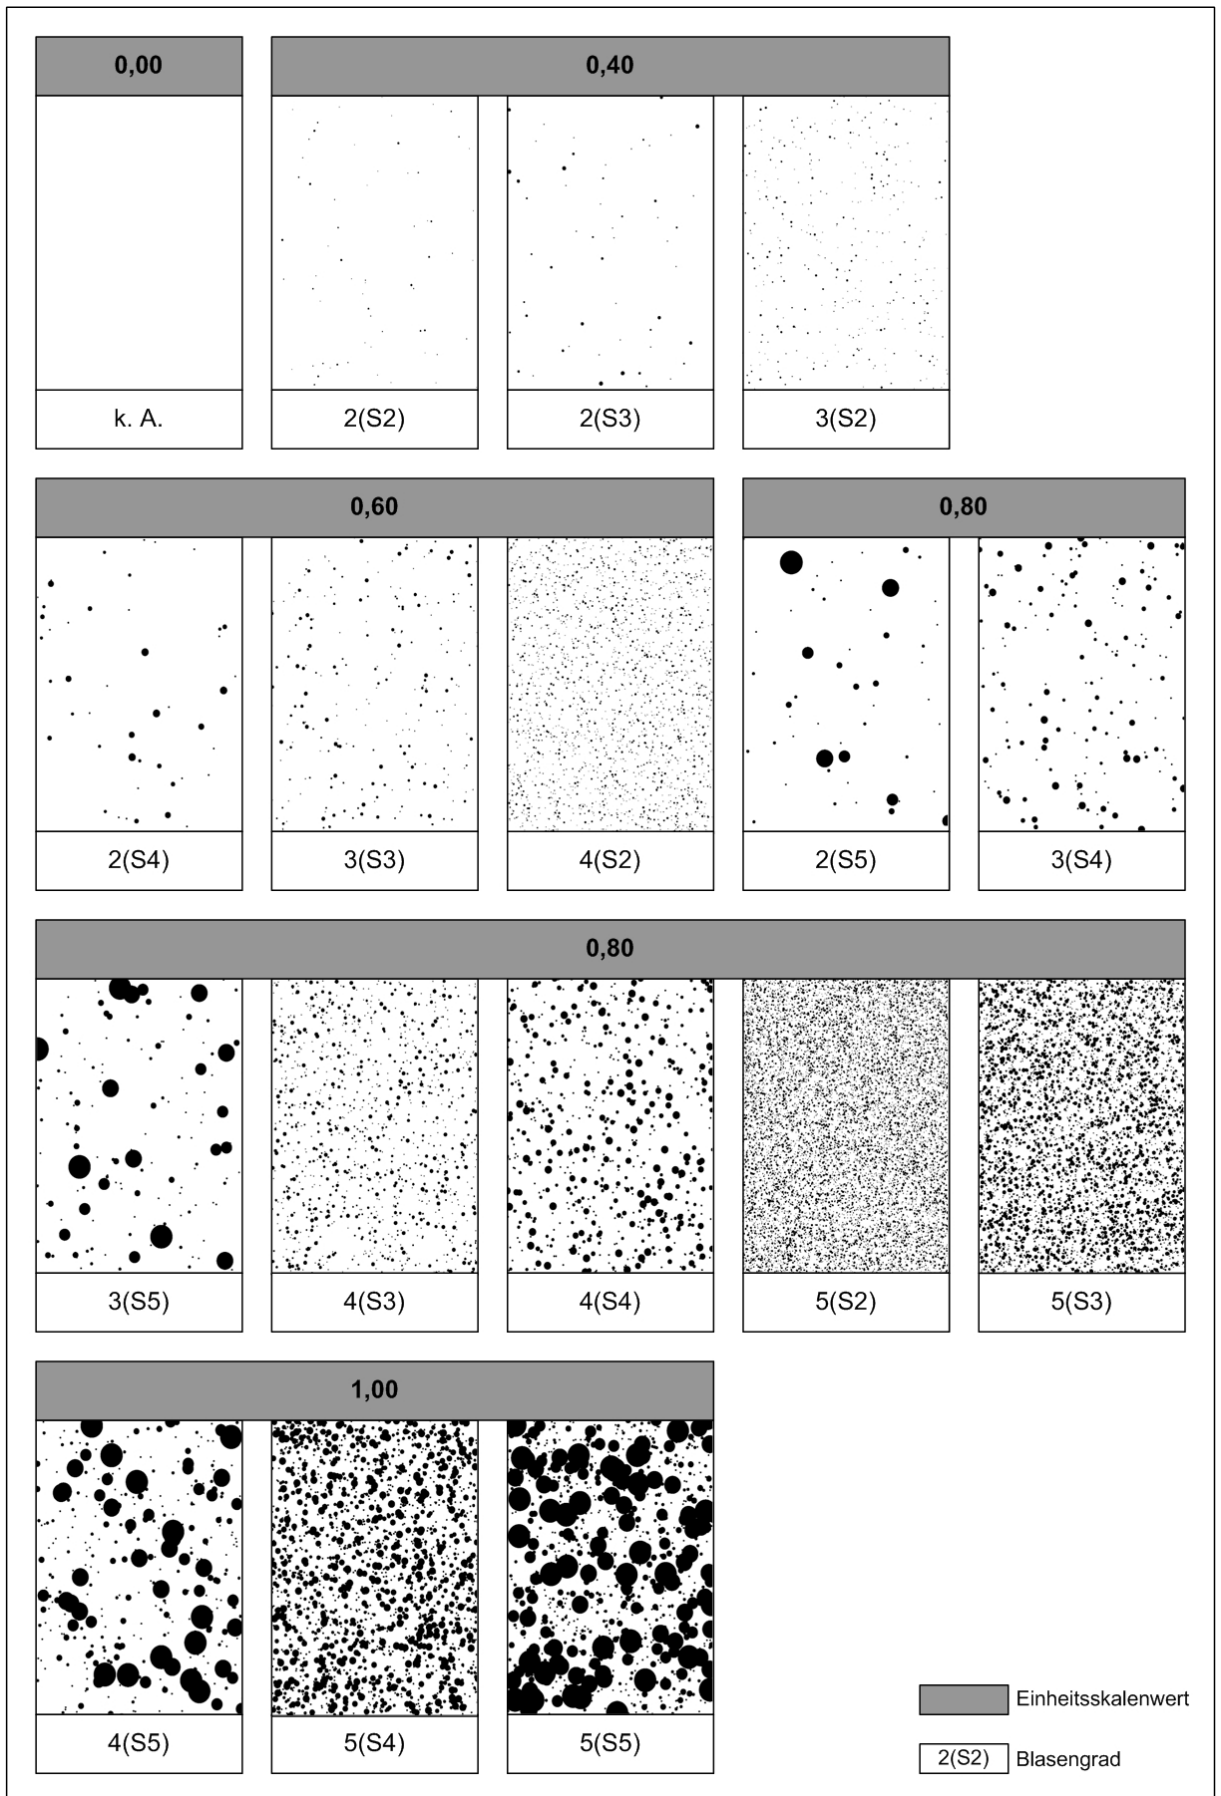 0,00
0,40
k. A.
2(S2)
2(S3)
3(S2)
0,60
0,80
2(S4)
3(S3)
4(S2)
2(S5)
3(S4)
0,80
3(S5)
4(S3)
4(S4)
5(S2)
5(S3)
1,00
4(S5)
5(S4)
5(S5)
Einheitsskalenwert
2(S2) Blasengrad